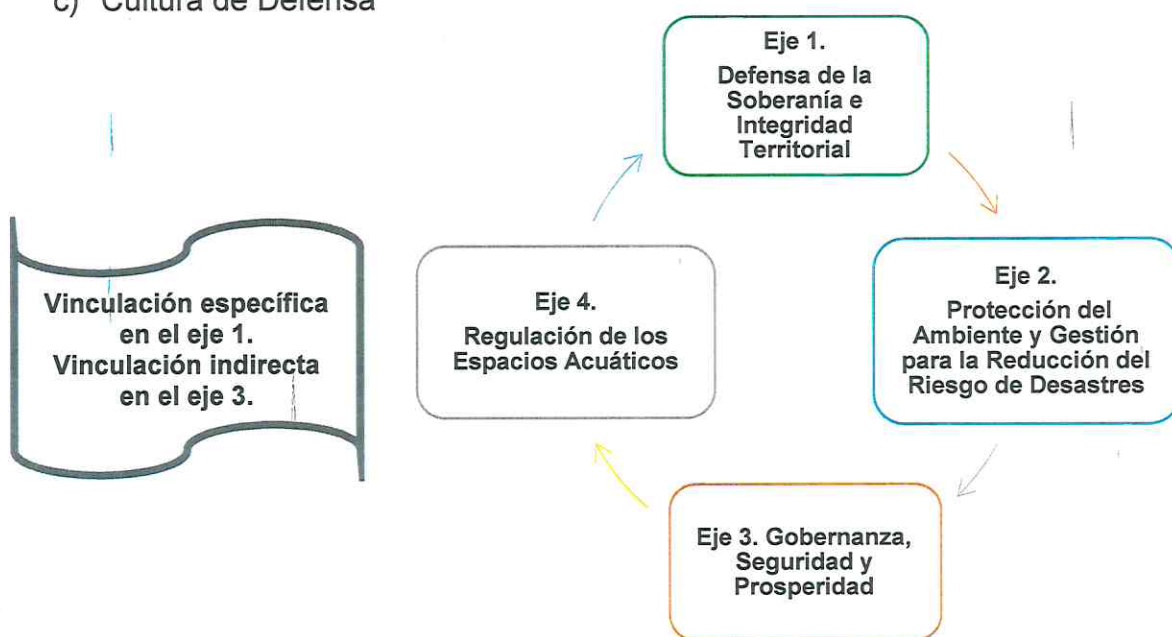 c) Cultura de Defensa
Eje 1.
Defensa de la
Soberanía e
Integridad
Territorial
Vinculación específica
en el eje 1.
Vinculación indirecta
en el eje 3.
Eje 4.
Regulación de los
Espacios Acuáticos
Eje 2.
Protección del
Ambiente y Gestión
para la Reducción del
Riesgo de Desastres
Eje 3. Gobernanza,
Seguridad y
Prosperidad